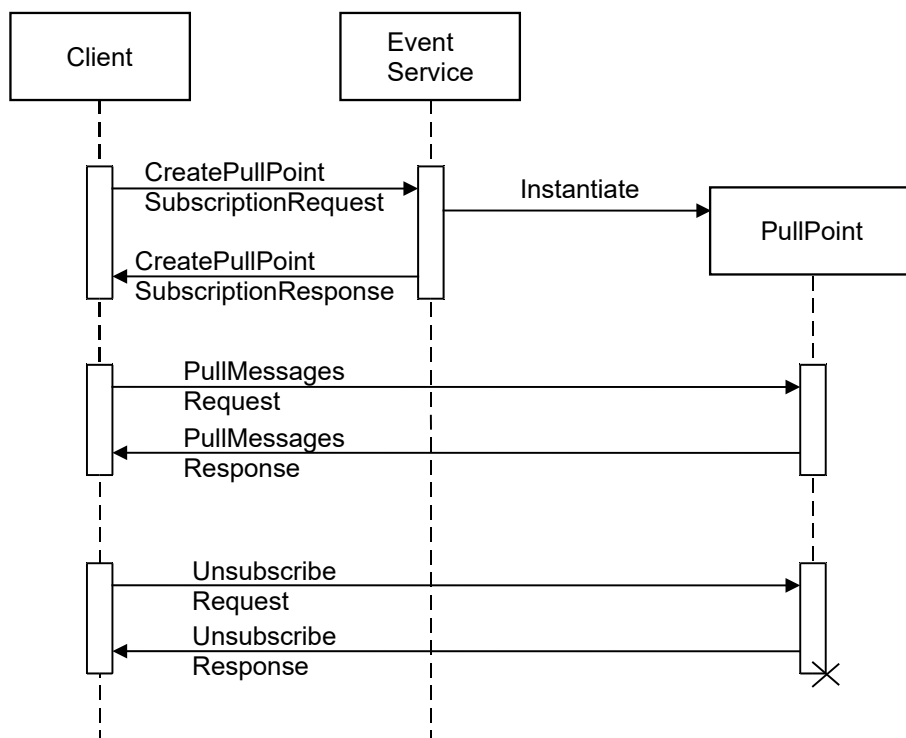 Client
Event
Service
CreatePullPoint
SubscriptionRequest
Instantiate
PullPoint
CreatePullPoint
SubscriptionResponse
PullMessages
Request
PullMessages
Response
Unsubscribe
Request
Unsubscribe
Response